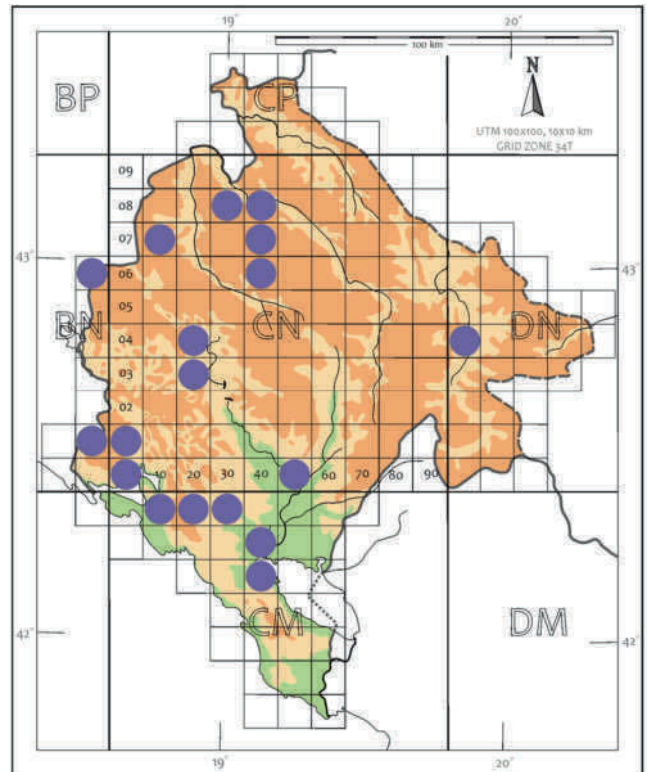 19° 20°
100 km
N
BP CP
UTM 100x100, 10x10 km
GRID ZONE 34T
09
08
07
43 43
06
05
BN CN DN
04
03
02
10 20 30 40 60 70 80 90
CM DM
42 42°
19° 20°